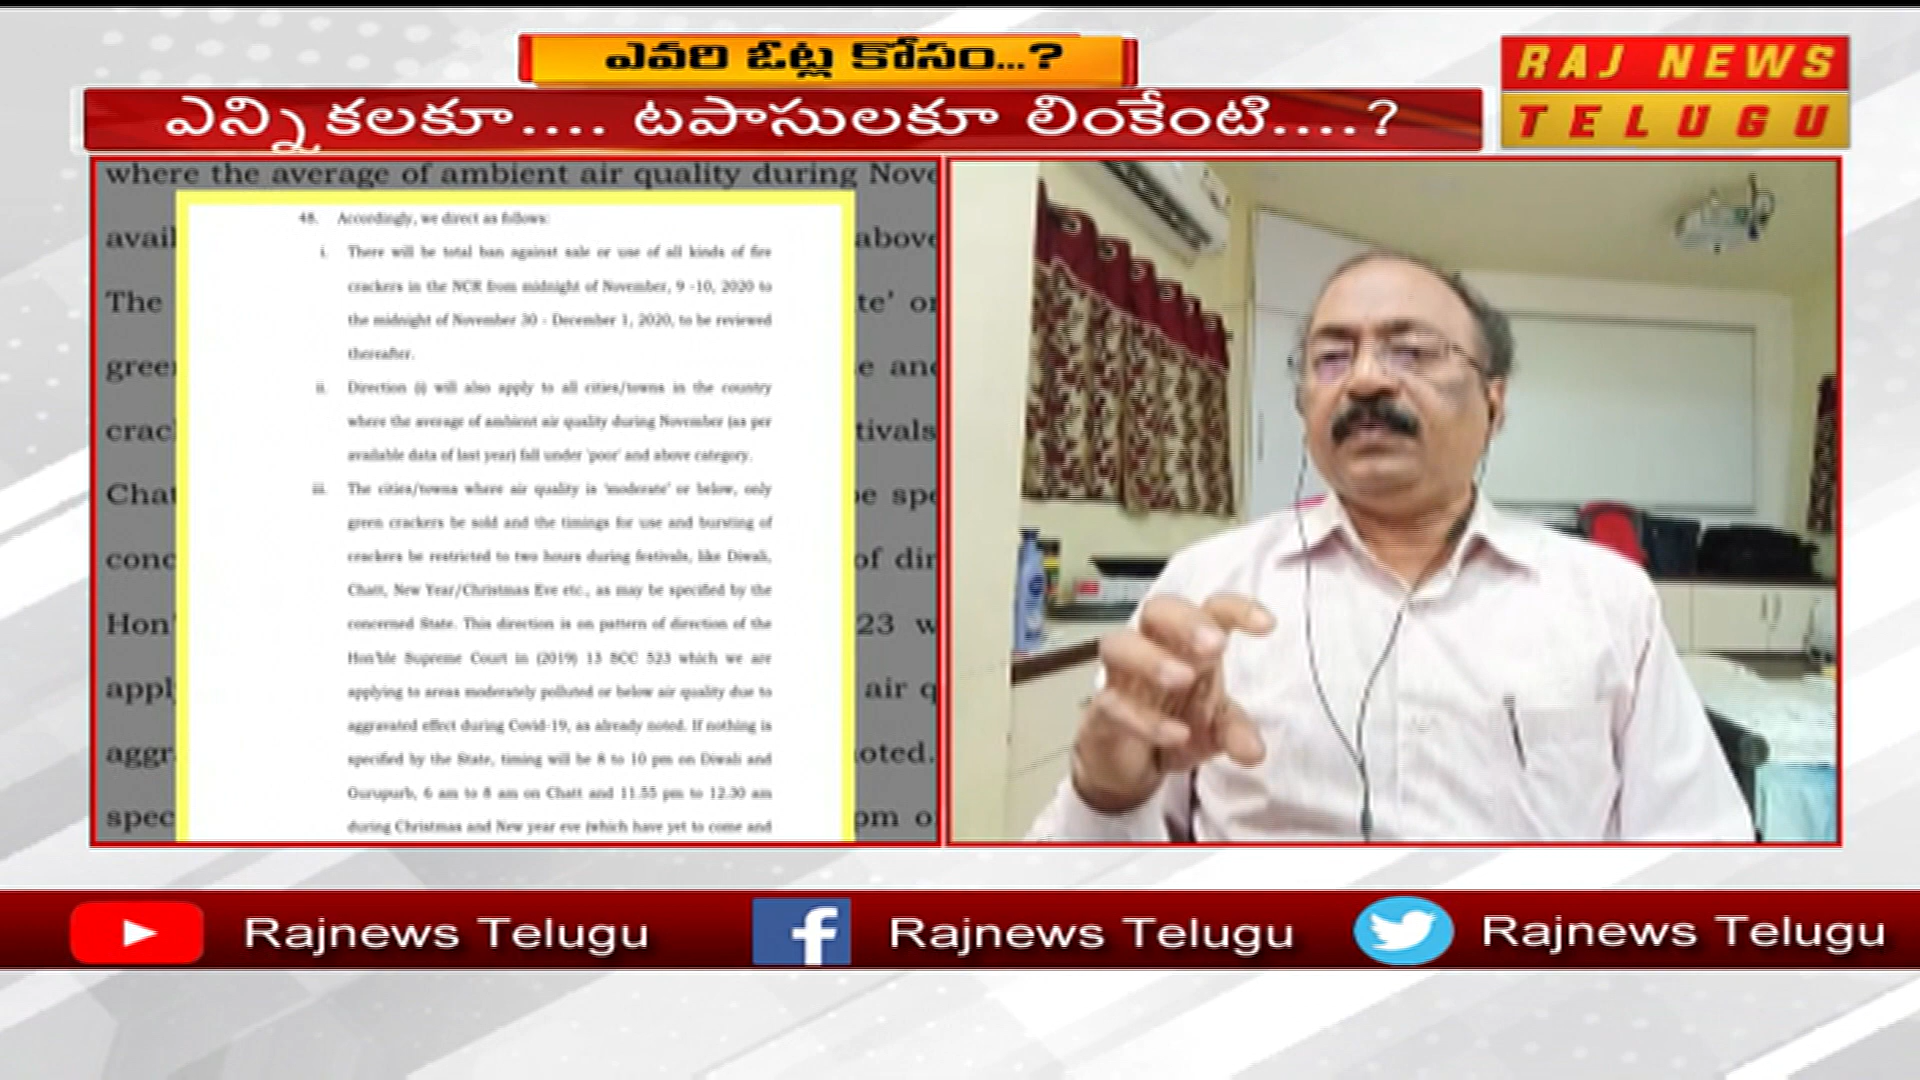 ఎవరి ఓట్ల కోసం...?
ఎన్నికలకూ.... టపాసులకూ లింకేంటి....?
RAJ NEWS
TELUGU
where the average of ambient air quality during Nove
avail
above
The
te' or
green
e and
crac
tivals
Chat
be spe
conc
of dir
Hon'
23 w
appl
air q
aggr
noted.
spec
pm o
48. Accordingly, we direct as follows:
i. There will be total ban against sale or use of all kinds of fire
crackers in the NCR from midnight of November, 9 -10, 2020 to
the midnight of November 30 - December 1, 2020, to be reviewed
thereafter.
ii. Direction (i) will also apply to all cities/towns in the country
where the average of ambient air quality during November (as per
available data of last year) fall under 'poor' and above category.
iii. The cities/towns where air quality is 'moderate' or below, only
green crackers be sold and the timings for use and bursting of
crackers be restricted to two hours during festivals, like Diwali,
Chatt, New Year/Christmas Eve etc., as may be specified by the
concerned State. This direction is on pattern of direction of the
Hon'ble Supreme Court in (2019) 13 SCC 523 which we are
applying to areas moderately polluted or below air quality due to
aggravated effect during Covid-19, as already noted. If nothing is
specified by the State, timing will be 8 to 10 pm on Diwali and
Gurupurb, 6 am to 8 am on Chatt and 11.55 pm to 12.30 am
during Christmas and New year eve (which have yet to come and
Rajnews Telugu
Rajnews Telugu
Rajnews Telugu